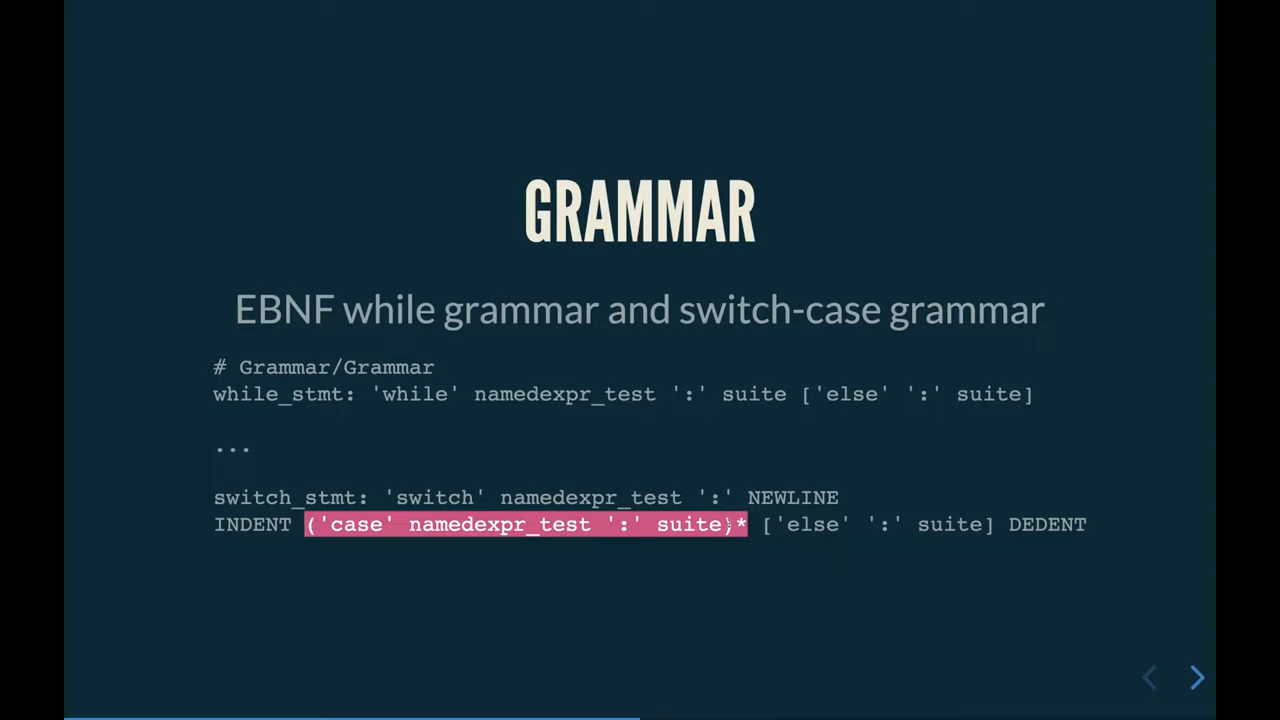 GRAMMAR
EBNF while grammar and switch-case grammar
# Grammar/Grammar
while_stmt: 'while' namedexpr_test ':' suite ['else' ':' suite]
...
switch_stmt: 'switch' namedexpr_test ':' NEWLINE
INDENT ('case' namedexpr_test ':' suite)* ['else' ':' suite] DEDENT